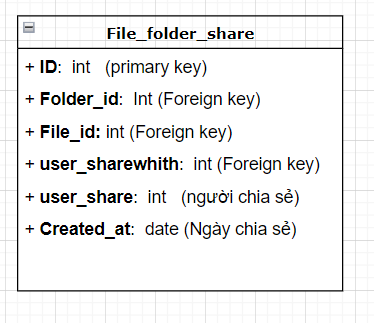 File_folder_share
+ ID: int (primary key)
+ Folder_id: Int (Foreign key)
+ File_id: int (Foreign key)
+ user_sharewhith: int (Foreign key)
+ user_share: int (người chia sẻ)
+ Created_at: date (Ngày chia sẻ)